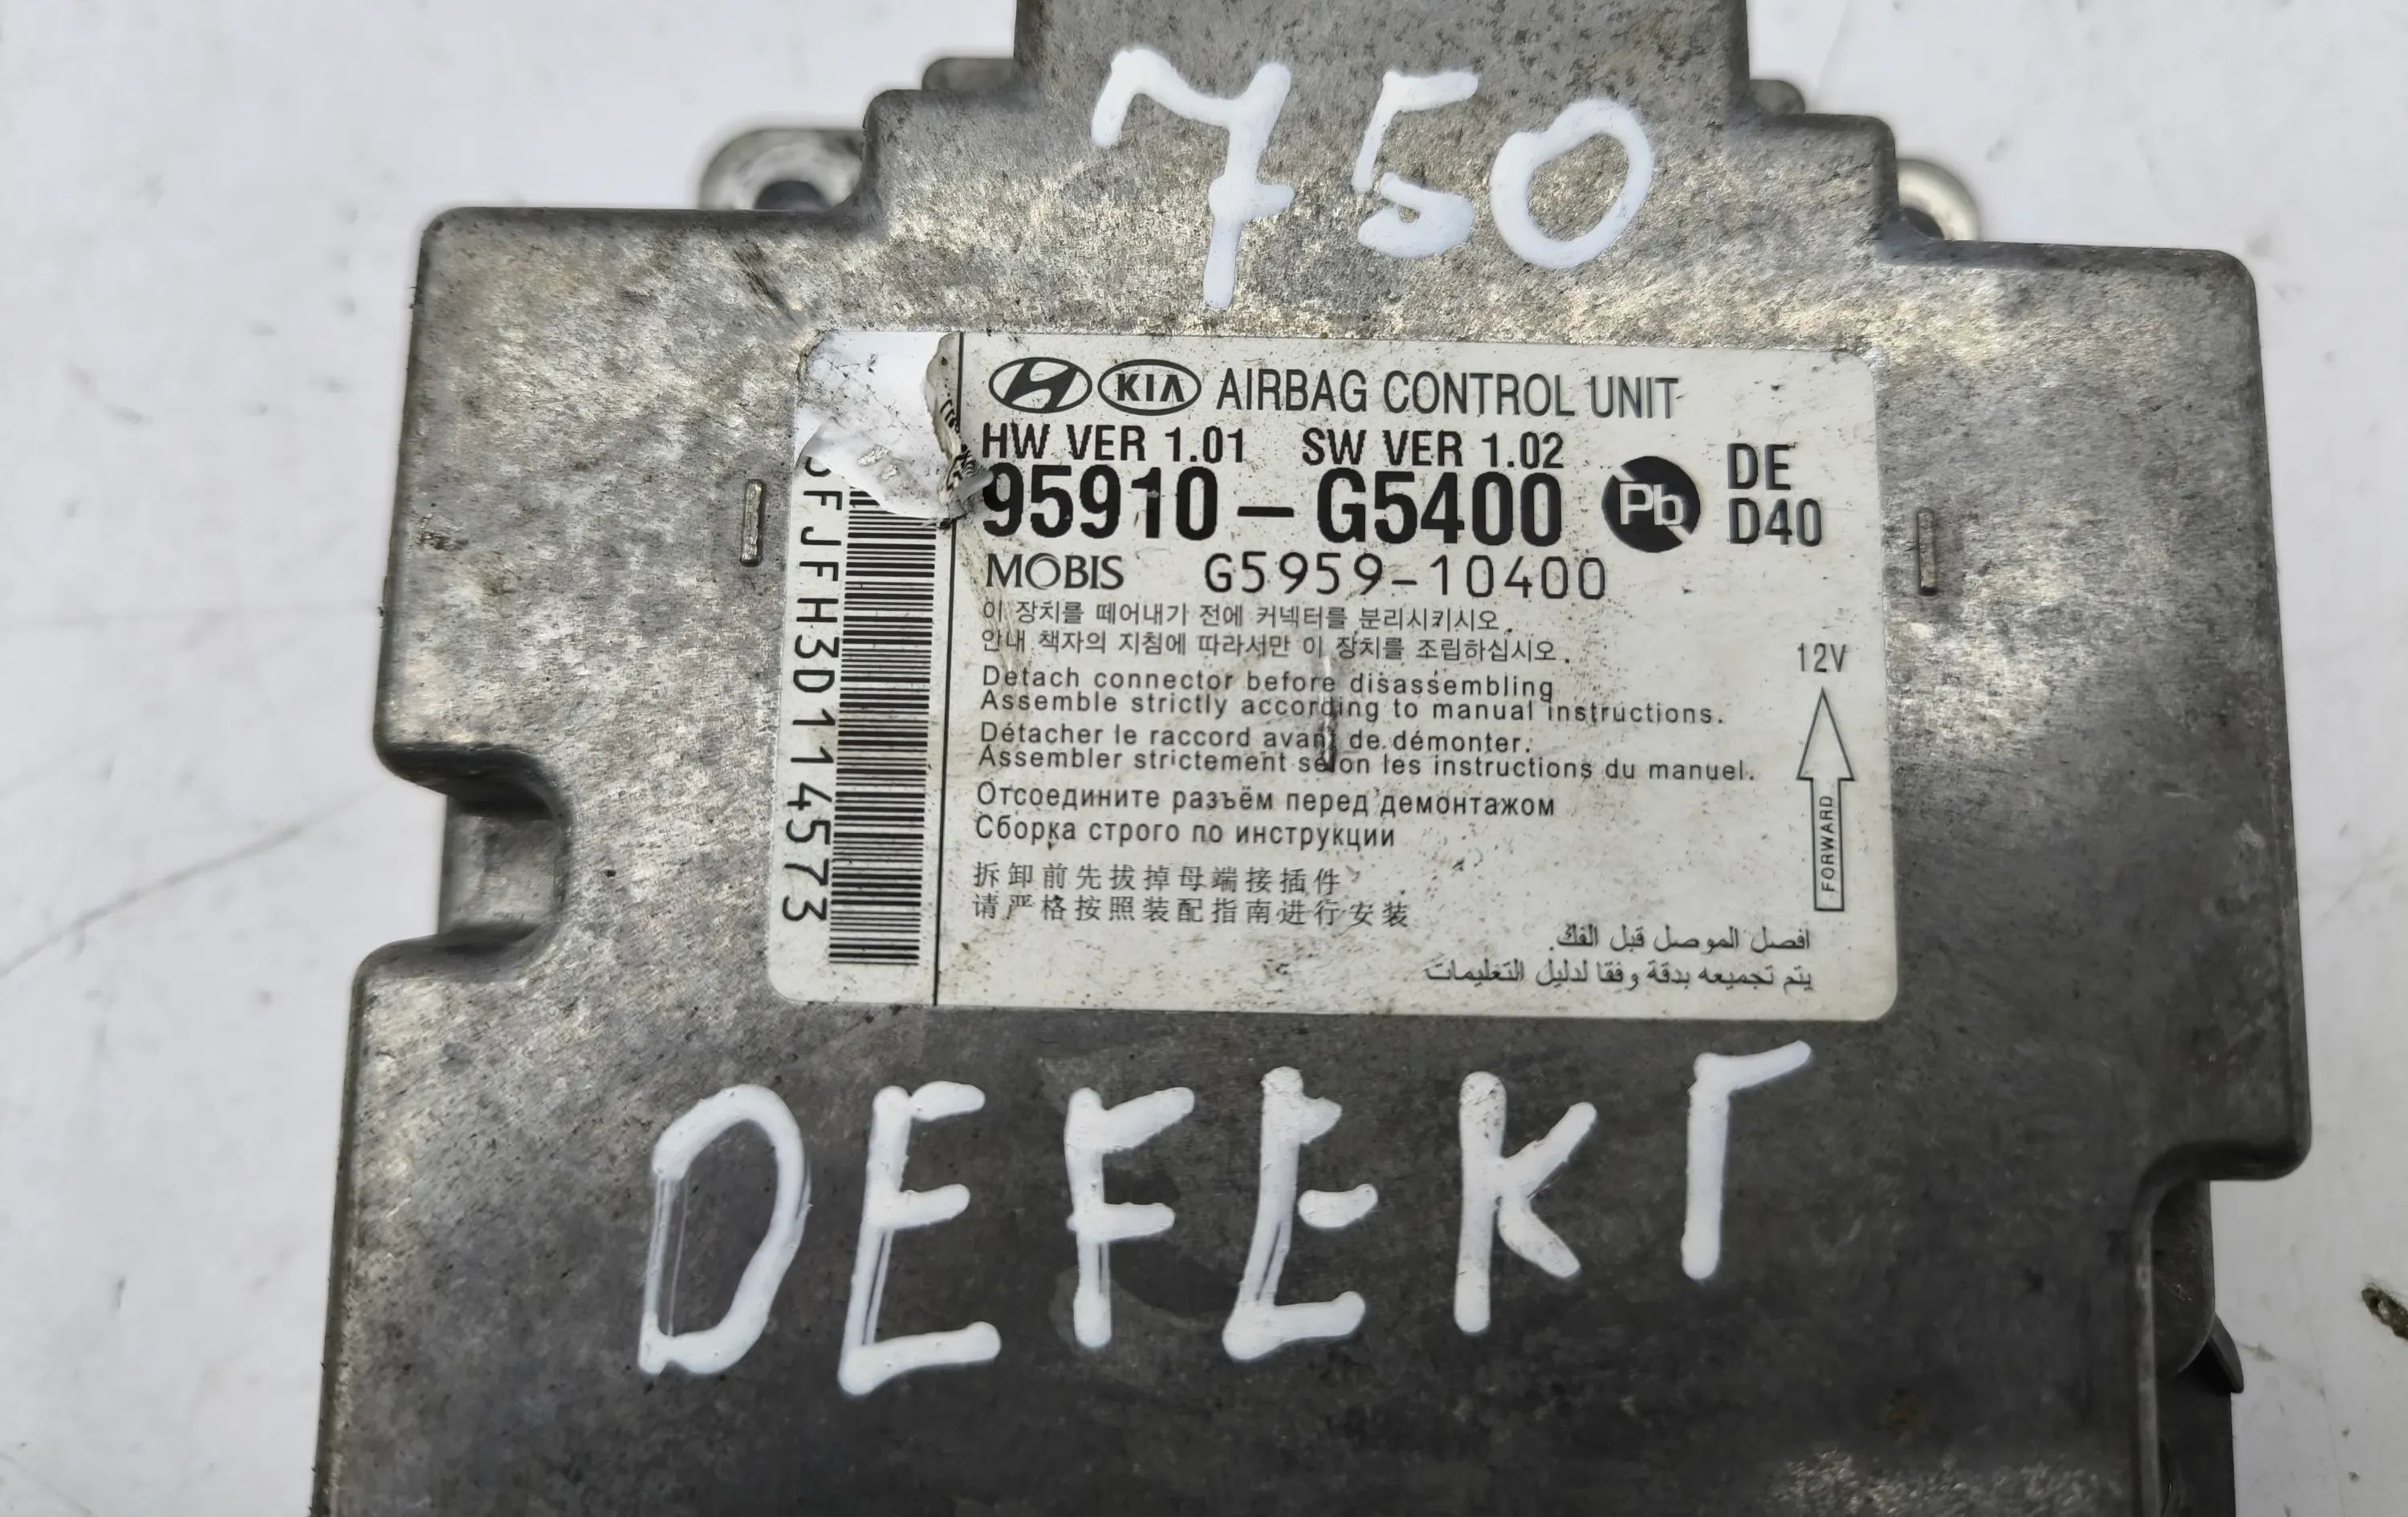 750
KIA AIRBAG CONTROL UNIT
HW VER 1.01 SW VER 1.02
95910-G5400
Pb
DE
D40
MOBIS G5959-10400
이 장치를 떼어내기 전에 커넥터를 분리시키시오.
안내 책자의 지침에 따라서만 이 장치를 조립하십시오.
Detach connector before disassembling
Assemble strictly according to manual instructions.
Détacher le raccord avant de démonter.
Assembler strictement selon les instructions du manuel.
Отсоедините разъём перед демонтажом
Сборка строго по инструкции
拆卸前先拔掉母端接插件
请严格按照装配指南进行安装
افصل الموصل قبل الفك.
يتم تجميعه بدقة وفقا لدليل التعليمات
12V
FORWARD
FJFH3D114573
DEFEKT